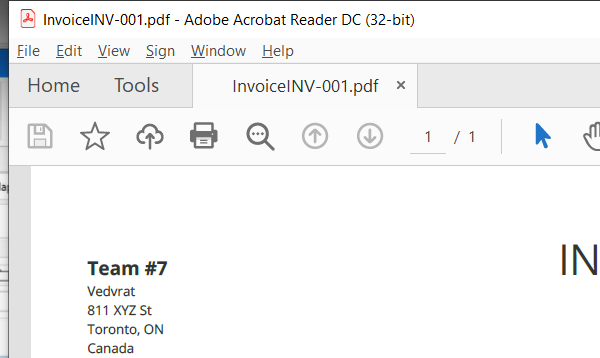 InvoiceINV-001.pdf - Adobe Acrobat Reader DC (32-bit)
File Edit View Sign Window Help
Home Tools InvoiceINV-001.pdf ×
1 / 1
IN
Team #7
Vedvrat
811 XYZ St
Toronto, ON
Canada